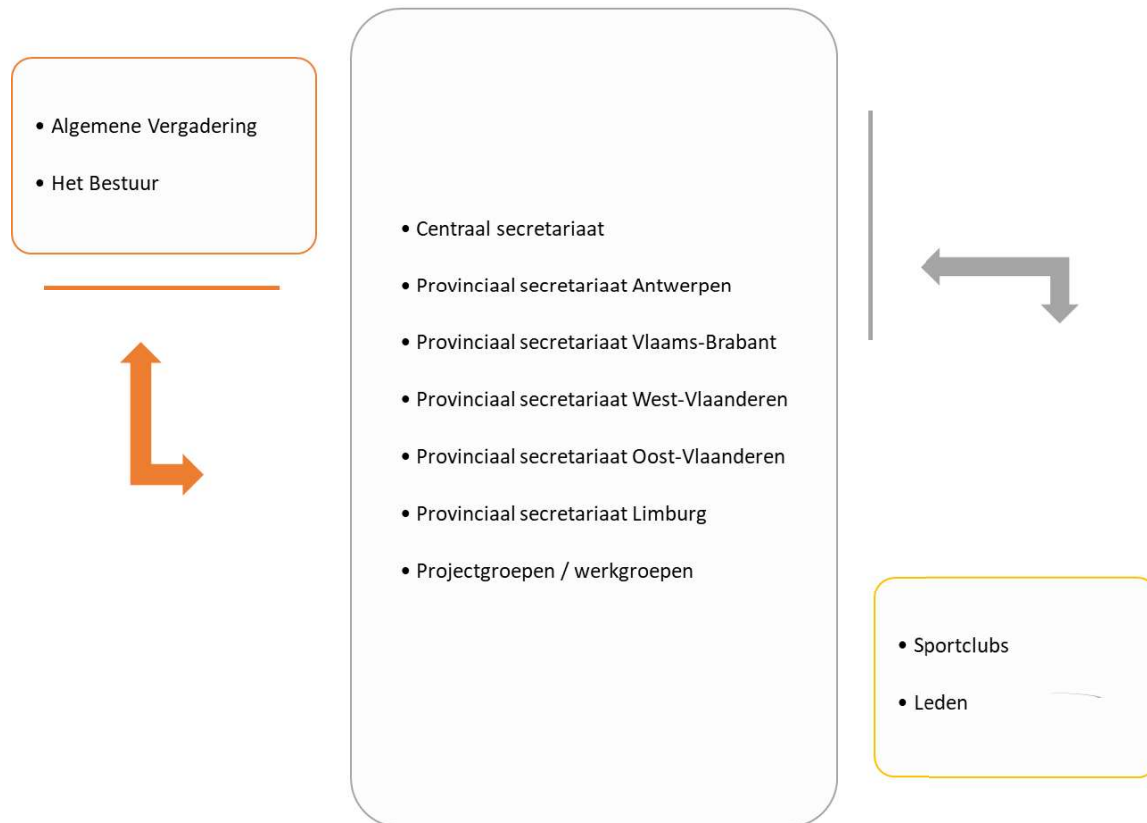 • Algemene Vergadering
• Het Bestuur
• Centraal secretariaat
• Provinciaal secretariaat Antwerpen
• Provinciaal secretariaat Vlaams-Brabant
• Provinciaal secretariaat West-Vlaanderen
• Provinciaal secretariaat Oost-Vlaanderen
• Provinciaal secretariaat Limburg
• Projectgroepen / werkgroepen
• Sportclubs
• Leden